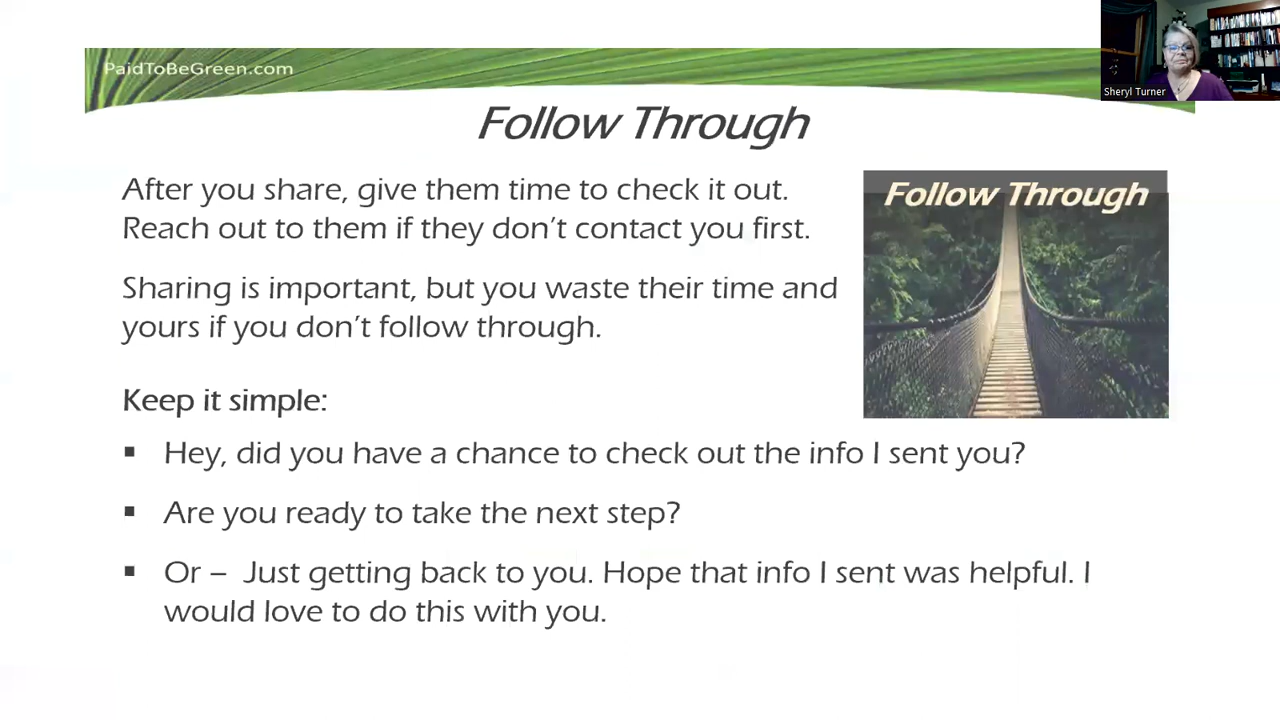 PaidToBeGreen.com
Sheryl Turner
Follow Through
After you share, give them time to check it out.
Reach out to them if they don’t contact you first.
Follow Through
Sharing is important, but you waste their time and
yours if you don’t follow through.
Keep it simple:
▪ Hey, did you have a chance to check out the info I sent you?
▪ Are you ready to take the next step?
▪ Or – Just getting back to you. Hope that info I sent was helpful. I
would love to do this with you.